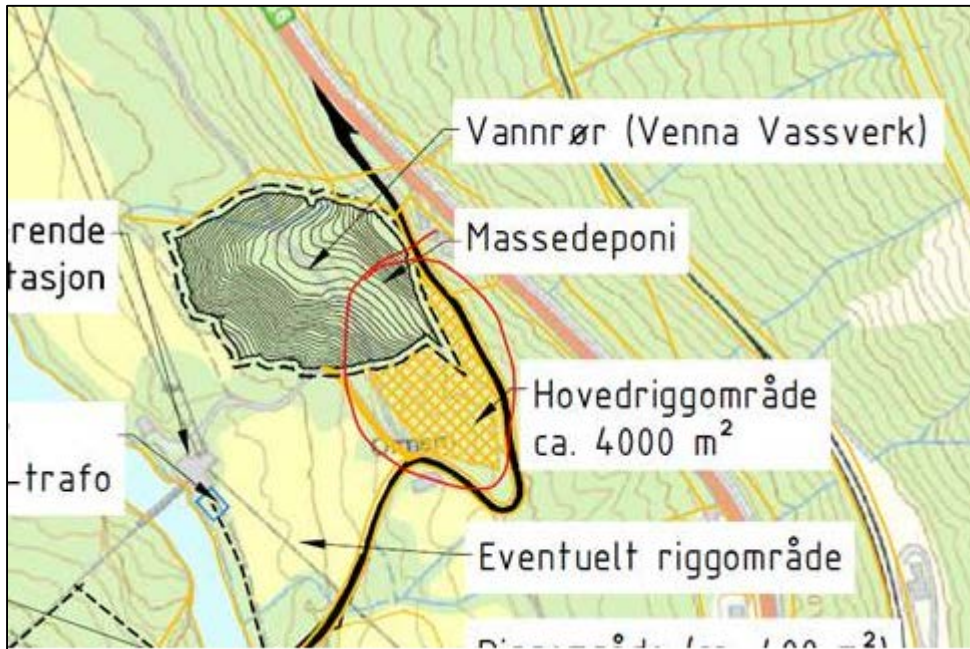 Vannrør (Venna Vassverk)
rende
tasjon
Massedeponi
Hovedriggområde
ca. 4000 m²
-trafo
Eventuelt riggområde